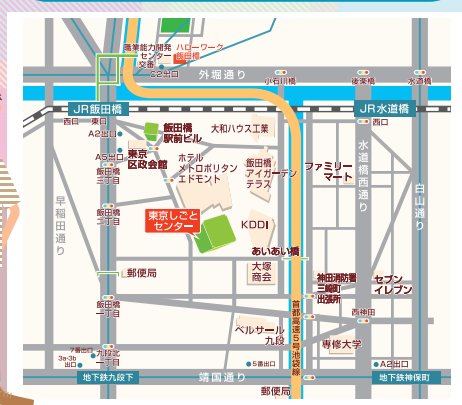 職業能力開発
センター
ハローワーク
飯田橋
交番
C2出口
外堀通り
小石川橋
後楽橋
水道橋
JR飯田橋
JR水道橋
西口
東口
A2出口
飯田橋
駅前ビル
大和ハウス工業
西口
A5出口
東京
区政会館
飯田橋
三丁目
ホテル
メトロポリタン
エドモント
飯田橋
アイガーデン
テラス
ファミリー
マート
水道橋西通り
白山通り
早稲田通り
飯田橋
二丁目
東京しごと
センター
KDDI
あいあい橋
大塚
商会
郵便局
神田消防署
三崎町
出張所
セブン
イレブン
飯田橋
一丁目
首都高速5号池袋線
西神田
ベルサール
九段
専修大学
7番出口
3a・3b
出口
九段北
一丁目
5番出口
A2出口
地下鉄九段下
靖国通り
地下鉄神保町
郵便局